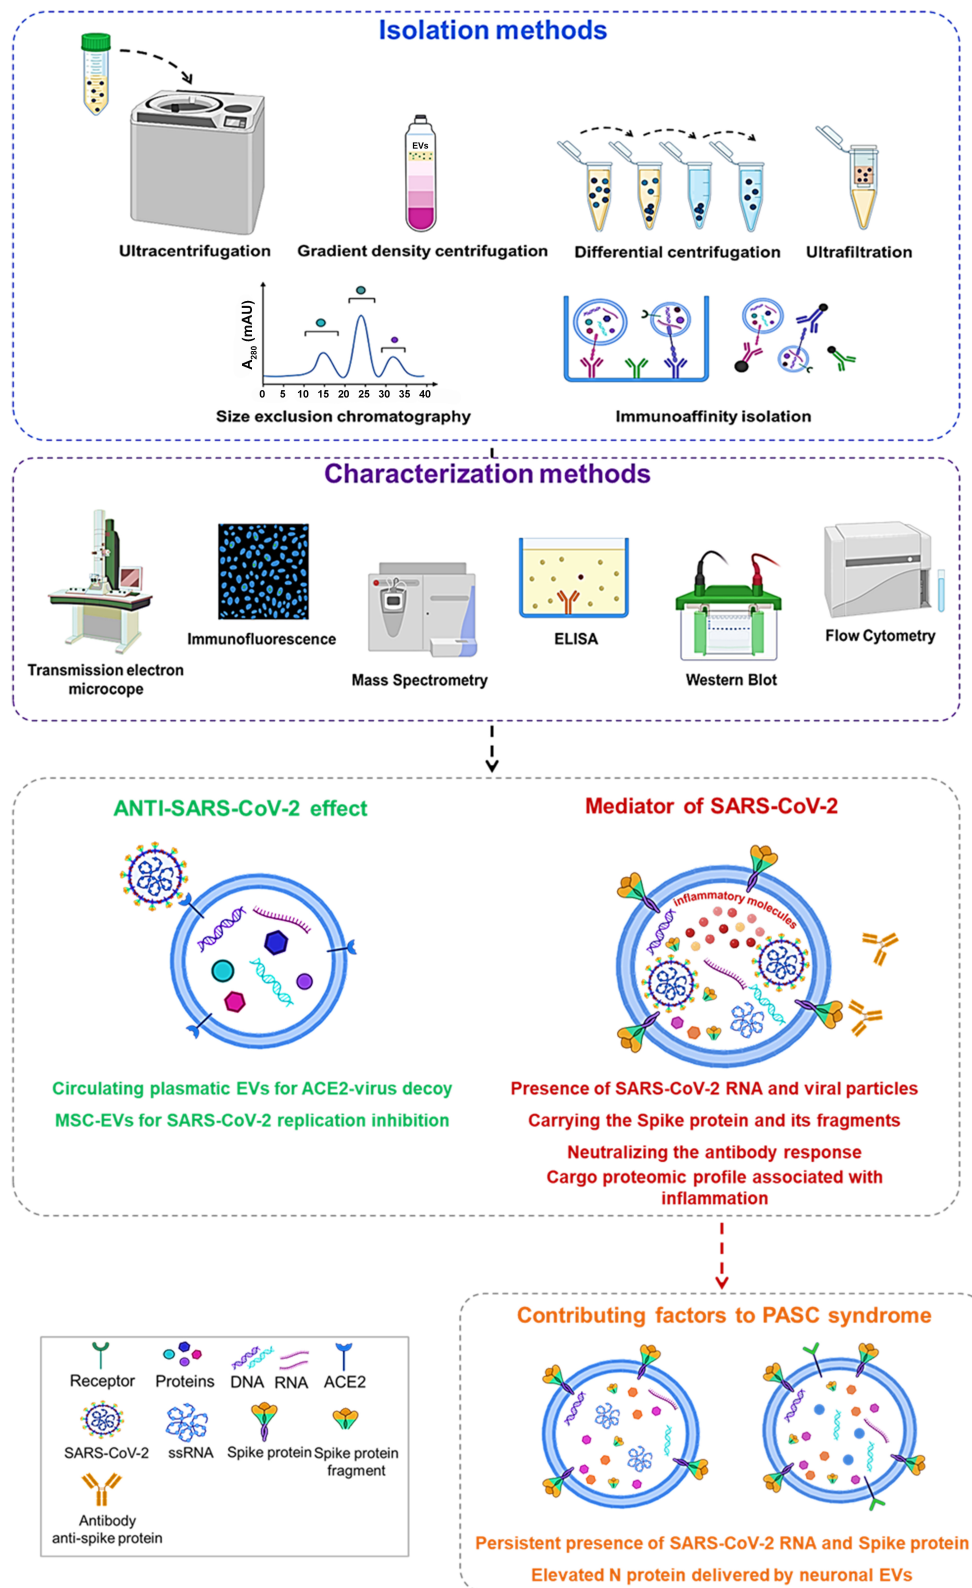 Isolation methods
EVs
Ultracentrifugation
Gradient density centrifugation
Differential centrifugation
Ultrafiltration
A280 (mAU)
0 5 10 15 20 25 30 35 40
Size exclusion chromatography
Immunoaffinity isolation
Characterization methods
Transmission electron
microcope
Immunofluorescence
Mass Spectrometry
ELISA
Western Blot
Flow Cytometry
ANTI-SARS-CoV-2 effect
Circulating plasmatic EVs for ACE2-virus decoy
MSC-EVs for SARS-CoV-2 replication inhibition
Mediator of SARS-CoV-2
inflammatory molecules
Presence of SARS-CoV-2 RNA and viral particles
Carrying the Spike protein and its fragments
Neutralizing the antibody response
Cargo proteomic profile associated with
inflammation
Contributing factors to PASC syndrome
Persistent presence of SARS-CoV-2 RNA and Spike protein
Elevated N protein delivered by neuronal EVs
Receptor
Proteins
DNA
RNA
ACE2
SARS-CoV-2
ssRNA
Spike protein
Spike protein
fragment
Antibody
anti-spike protein